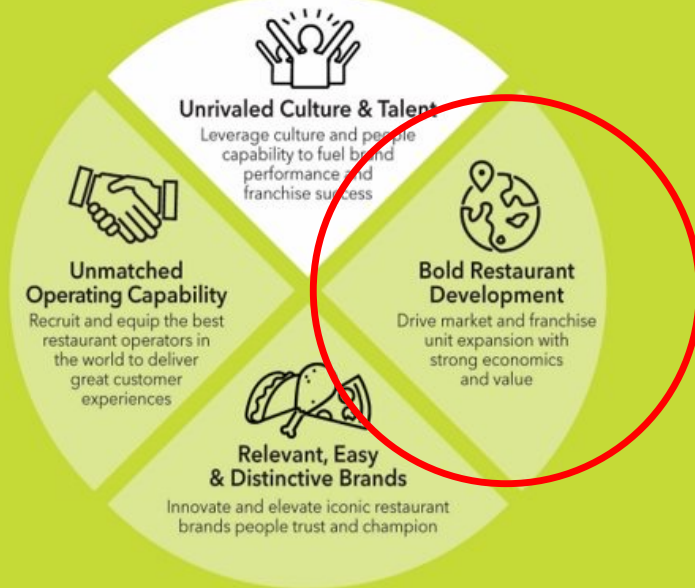 Unrivaled Culture & Talent
Leverage culture and people
capability to fuel brand
performance and
franchise success
Unmatched
Operating Capability
Recruit and equip the best
restaurant operators in
the world to deliver
great customer
experiences
Bold Restaurant
Development
Drive market and franchise
unit expansion with
strong economics
and value
Relevant, Easy
& Distinctive Brands
Innovate and elevate iconic restaurant
brands people trust and champion